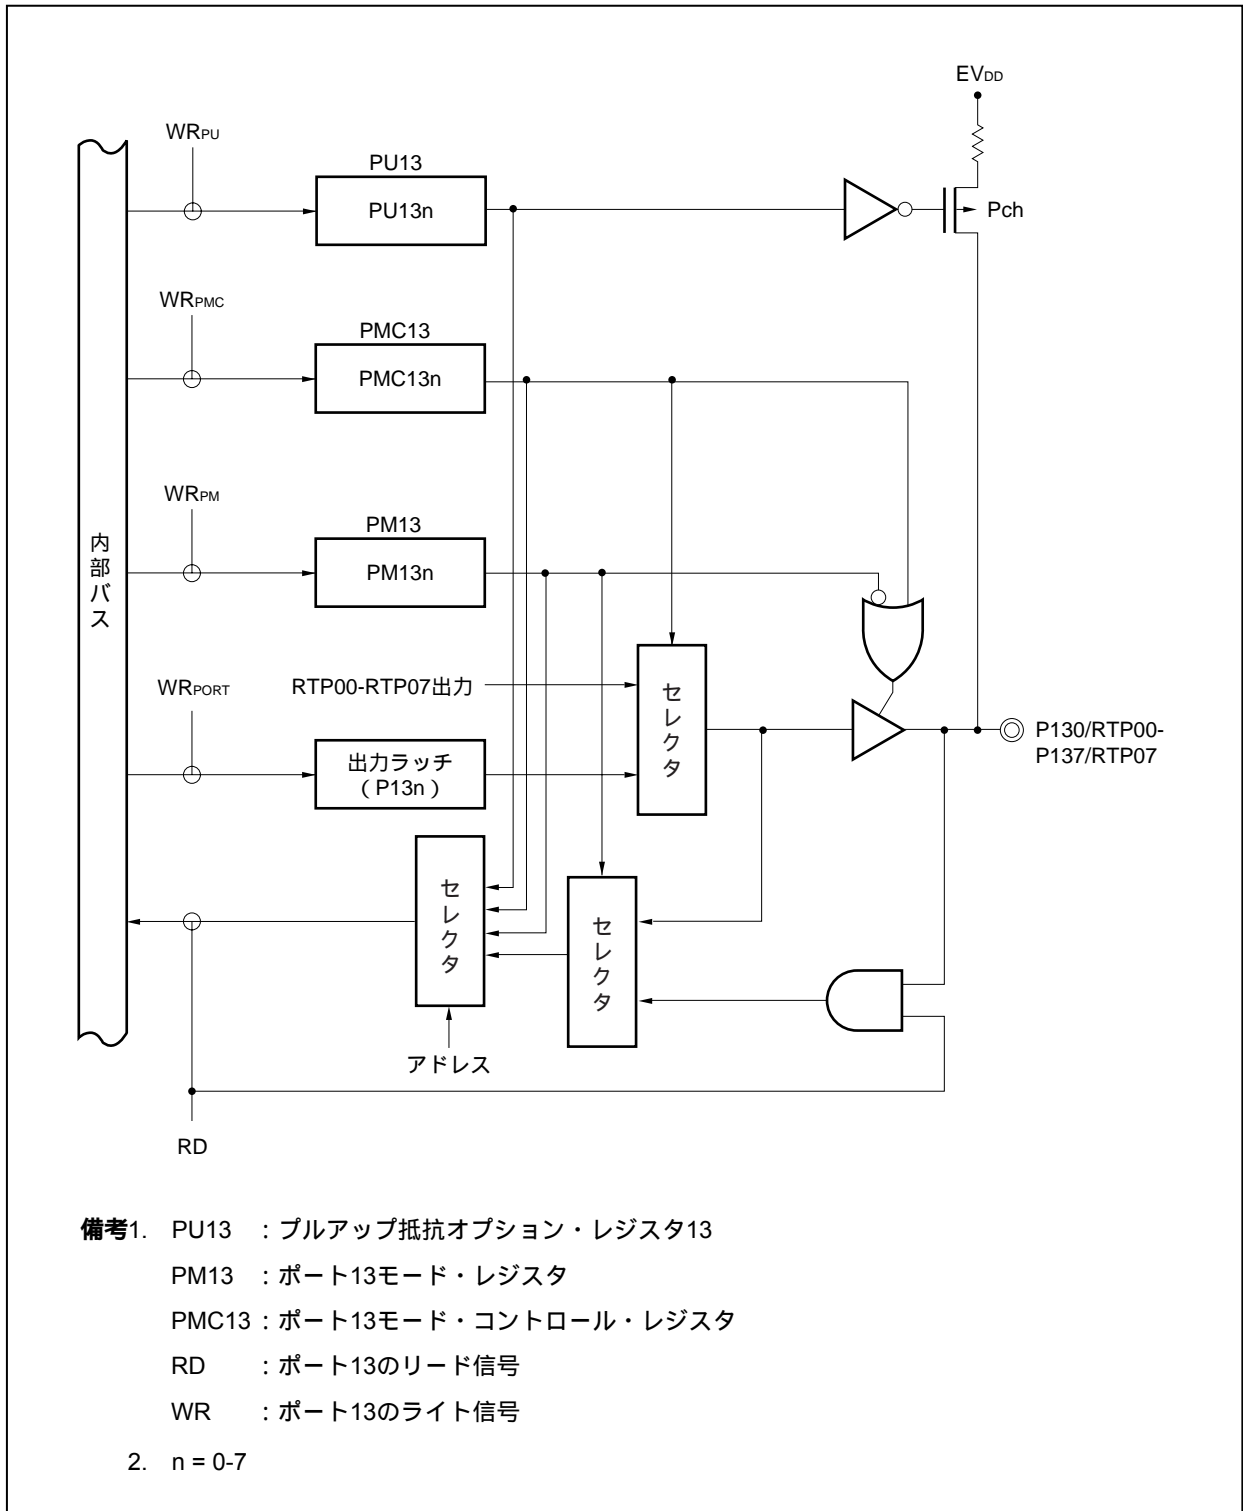 EVDD
WRPU
PU13
PU13n
Pch
WRPMC
PMC13
PMC13n
WRPM
PM13
PM13n
内部バス
WRPORT
RTP00-RTP07出力
セレクタ
出力ラッチ
（P13n）
P130/RTP00-
P137/RTP07
セレクタ
セレクタ
アドレス
RD
備考1. PU13 ：プルアップ抵抗オプション・レジスタ13
PM13 ：ポート13モード・レジスタ
PMC13：ポート13モード・コントロール・レジスタ
RD ：ポート13のリード信号
WR ：ポート13のライト信号
2. n = 0-7